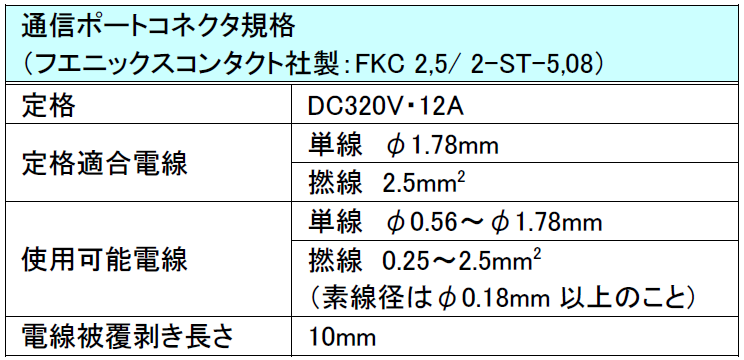 通信ポートコネクタ規格
（フエニックスコンタクト社製：FKC 2,5/ 2-ST-5,08）
定格 DC320V・12A
定格適合電線 単線 φ1.78mm
撚線 2.5mm²
使用可能電線 単線 φ0.56～φ1.78mm
撚線 0.25～2.5mm²
（素線径はφ0.18mm 以上のこと）
電線被覆剥き長さ 10mm